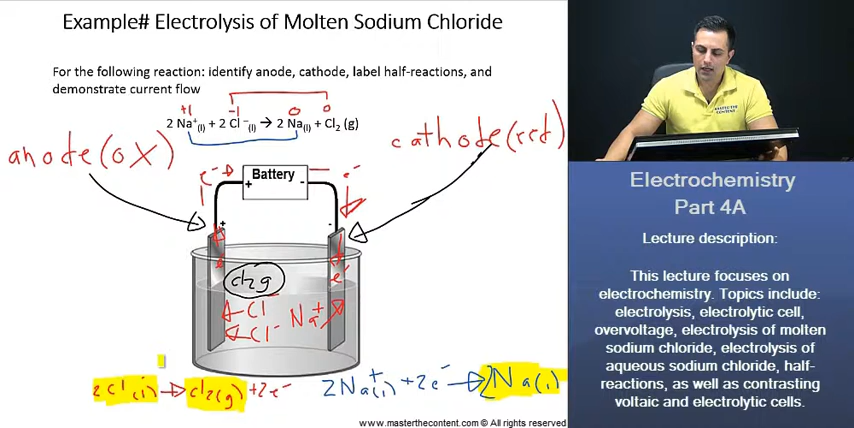 Example# Electrolysis of Molten Sodium Chloride
For the following reaction: identify anode, cathode, label half-reactions, and
demonstrate current flow
+1 -1 0 0
2 Na⁺(l) + 2 Cl⁻(l) → 2 Na(l) + Cl₂ (g)
anode(ox)
cathode(red)
e⁻ → Battery e⁻
+ -
+ -
e⁻ e⁻
cl2g
Cl⁻ Na⁺
Cl⁻
2Cl⁻(l) → Cl2(g) +2e⁻
2Na⁺(l) +2e⁻ → 2Na(l)
www.masterthecontent.com © All rights reserved
MASTER THE
CONTENT
Electrochemistry
Part 4A
Lecture description:
This lecture focuses on
electrochemistry. Topics include:
electrolysis, electrolytic cell,
overvoltage, electrolysis of molten
sodium chloride, electrolysis of
aqueous sodium chloride, half-
reactions, as well as contrasting
voltaic and electrolytic cells.